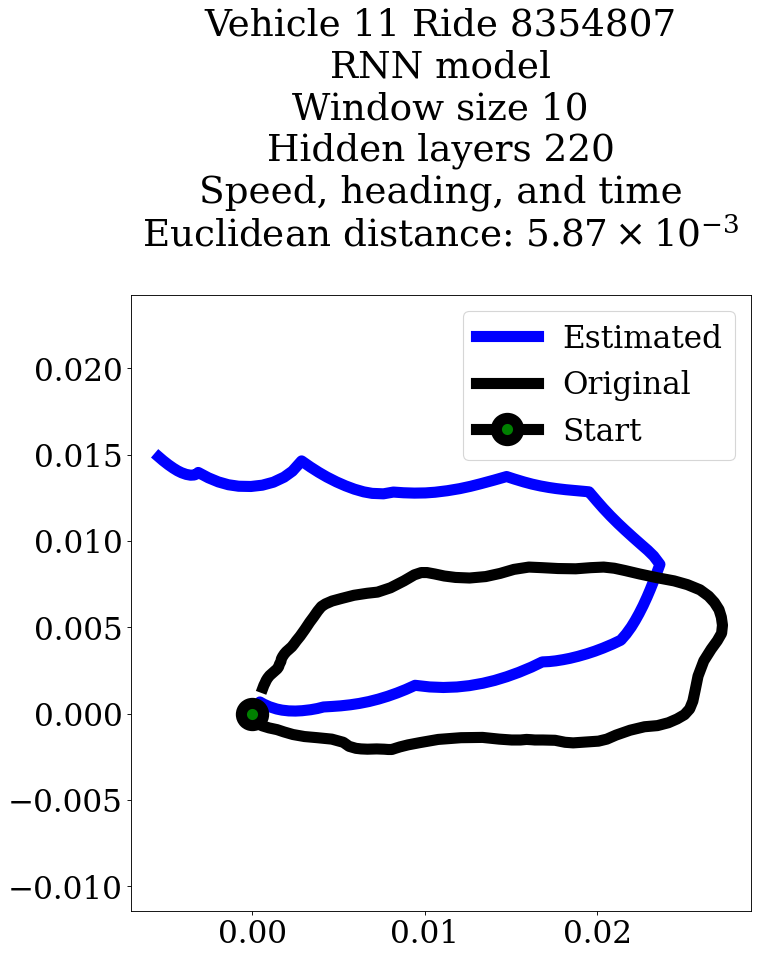 Vehicle 11 Ride 8354807
RNN model
Window size 10
Hidden layers 220
Speed, heading, and time
Euclidean distance: 5.87 × 10⁻³
Estimated
Original
Start
0.020
0.015
0.010
0.005
0.000
−0.005
−0.010
0.00 0.01 0.02